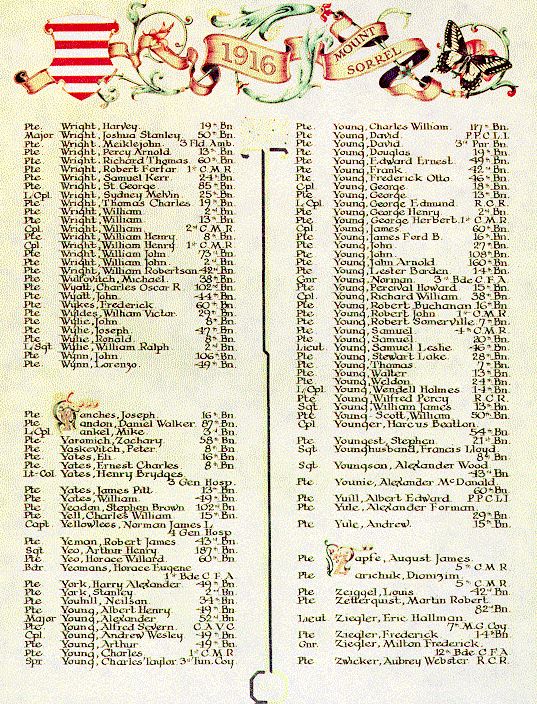 1916
MOUNT
SORREL
Pte. Wright, Harvey. 19th Bn.
Major Wright, Joshua Stanley 50th Bn.
Pte. Wright, Meiklejohn. 3 Fld. Amb.
Pte. Wright, Percy Arnold. 13th Bn.
Pte. Wright, Richard Thomas 60th Bn.
Pte. Wright, Robert Forfar 1st C.M.R.
Pte. Wright, Samuel Kerr 24th Bn.
Pte. Wright, St. George 85th Bn.
L/Cpl. Wright, Sydney Melvin 25th Bn.
Pte. Wright, Thomas Charles 19th Bn.
Pte. Wright, William 2nd Bn.
Pte. Wright, William 13th Bn.
Cpl. Wright, William 2nd C.M.R.
Pte. Wright, William Henry 8th Bn.
Cpl. Wright, William Henry 1st C.M.R.
Pte. Wright, William John 73rd Bn.
Pte. Wright, William John 2nd Bn.
Pte. Wright, William Robertson 42nd Bn.
Pte. Wulfovitch, Michael. 38th Bn.
Pte. Wyatt, Charles Oscar R. 102nd Bn.
Pte. Wyatt, John. 44th Bn.
Pte. Wykes, Frederick 60th Bn.
Pte. Wyldes, William Victor 29th Bn.
Pte. Wylie, John 8th Bn.
Pte. Wylie, Joseph 47th Bn.
Pte. Wylie, Ronald 8th Bn.
L/Sgt. Wylie, William Ralph 2nd Bn.
Pte. Wynn, John 106th Bn.
Pte. Wynn, Lorenzo. 49th Bn.
Pte Yanches, Joseph 16th Bn.
Pte Yandon, Daniel Walker 87th Bn.
L/Cpl. Yankel, Mike 3rd Bn.
Pte Yaromich, Zachary 58th Bn.
Pte Yaskevitch, Peter 8th Bn.
Pte Yates, Eli 16th Bn.
Pte Yates, Ernest Charles 8th Bn.
Lt-Col. Yates, Henry Brydges
3 Gen Hosp.
Pte Yates, James Pitt 13th Bn.
Pte Yates, William 49th Bn.
Pte Yeadon, Stephen Brown 102nd Bn.
Pte Yell, Charles William 15th Bn.
Capt Yellowlees, Norman James L
4 Gen Hosp
Pte Yeman, Robert James 43rd Bn.
Sgt Yeo, Arthur Henry 187th Bn.
Pte Yeo, Horace Willard 60th Bn.
Bdr Yeomans, Horace Eugene
1st Bde C F A
Pte York, Harry Alexander 49th Bn.
Pte York, Stanley 2nd Bn.
Pte Youhill, Neilson 34th Bn.
Pte Young, Albert Henry 49th Bn.
Major Young, Alexander 52nd Bn.
Pte Young, Alfred Severn C.A.V.C.
Cpl Young, Andrew Wesley 49th Bn.
Pte Young, Arthur 49th Bn.
Pte Young, Charles 1st C M R
Spr Young, Charles Taylor 3rd Tun. Coy.
Pte Young, Charles William 117th Bn.
Pte Young, David P.P.C.L.I.
Pte Young, David 3rd Pnr Bn.
Pte Young, Douglas 19th Bn.
Pte Young, Edward Ernest 49th Bn.
Pte Young, Frank 42nd Bn.
Pte Young, Frederick Otto 46th Bn.
Cpl Young, George 18th Bn.
Pte Young, George 13th Bn.
L/Cpl Young, George Edmund R.C.R.
Pte Young, George Henry 2nd Bn.
Pte Young, George Herbert 1st C M R
Cpl Young, James 60th Bn.
Pte Young, James Ford B. 16th Bn.
Pte Young, John 27th Bn.
Pte Young, John 108th Bn.
Pte Young, John Arnold 160th Bn.
Pte Young, Lester Barden 14th Bn.
Gnr Young, Norman 3rd Bde C F A
Pte Young, Percival Howard 15th Bn.
Cpl Young, Richard William 38th Bn.
Pte Young, Robert Buchanan 16th Bn.
Pte Young, Robert John 1st C M R
Pte Young, Robert Somerville 7th Bn.
Pte Young, Samuel 4th C M R
Pte Young, Samuel 20th Bn.
Lieut Young, Samuel Leslie 46th Bn.
Pte Young, Stewart Lake 28th Bn.
Pte Young, Thomas 7th Bn.
Pte Young, Walter 13th Bn.
Pte Young, Weldon 24th Bn.
L/Cpl Young, Wendell Holmes 14th Bn.
Pte Young, Wilfred Percy R.C.R.
Sgt Young, William James 13th Bn.
Pte Young-Scott, William 50th Bn.
Cpl Younger, Harcus Beatton
54th Bn.
Pte Youngest, Stephen 21st Bn.
Sgt Younghusband, Francis Lloyd
8th Bn.
Sgt Youngson, Alexander Wood
43rd Bn
Pte Younie, Alexander McDonald
60th Bn.
Pte Yuill, Albert Edward P.P.C.L.I
Pte Yule, Alexander Forman
29th Bn
Pte Yule, Andrew 15th Bn.
Pte Zapfe, August James
5th C M R
Pte Zarichuk, Dionizim
5th C.M.R
Pte Zeiggel, Louis 42nd Bn
Pte Zetterquist, Martin Robert
82nd Bn
Lieut Ziegler, Eric Hallman
7th M.G. Coy
Pte Ziegler, Frederick 14th Bn
Gnr Ziegler, Milton Frederick.
12th Bde C F A
Pte Zwicker, Aubrey Webster R.C.R.